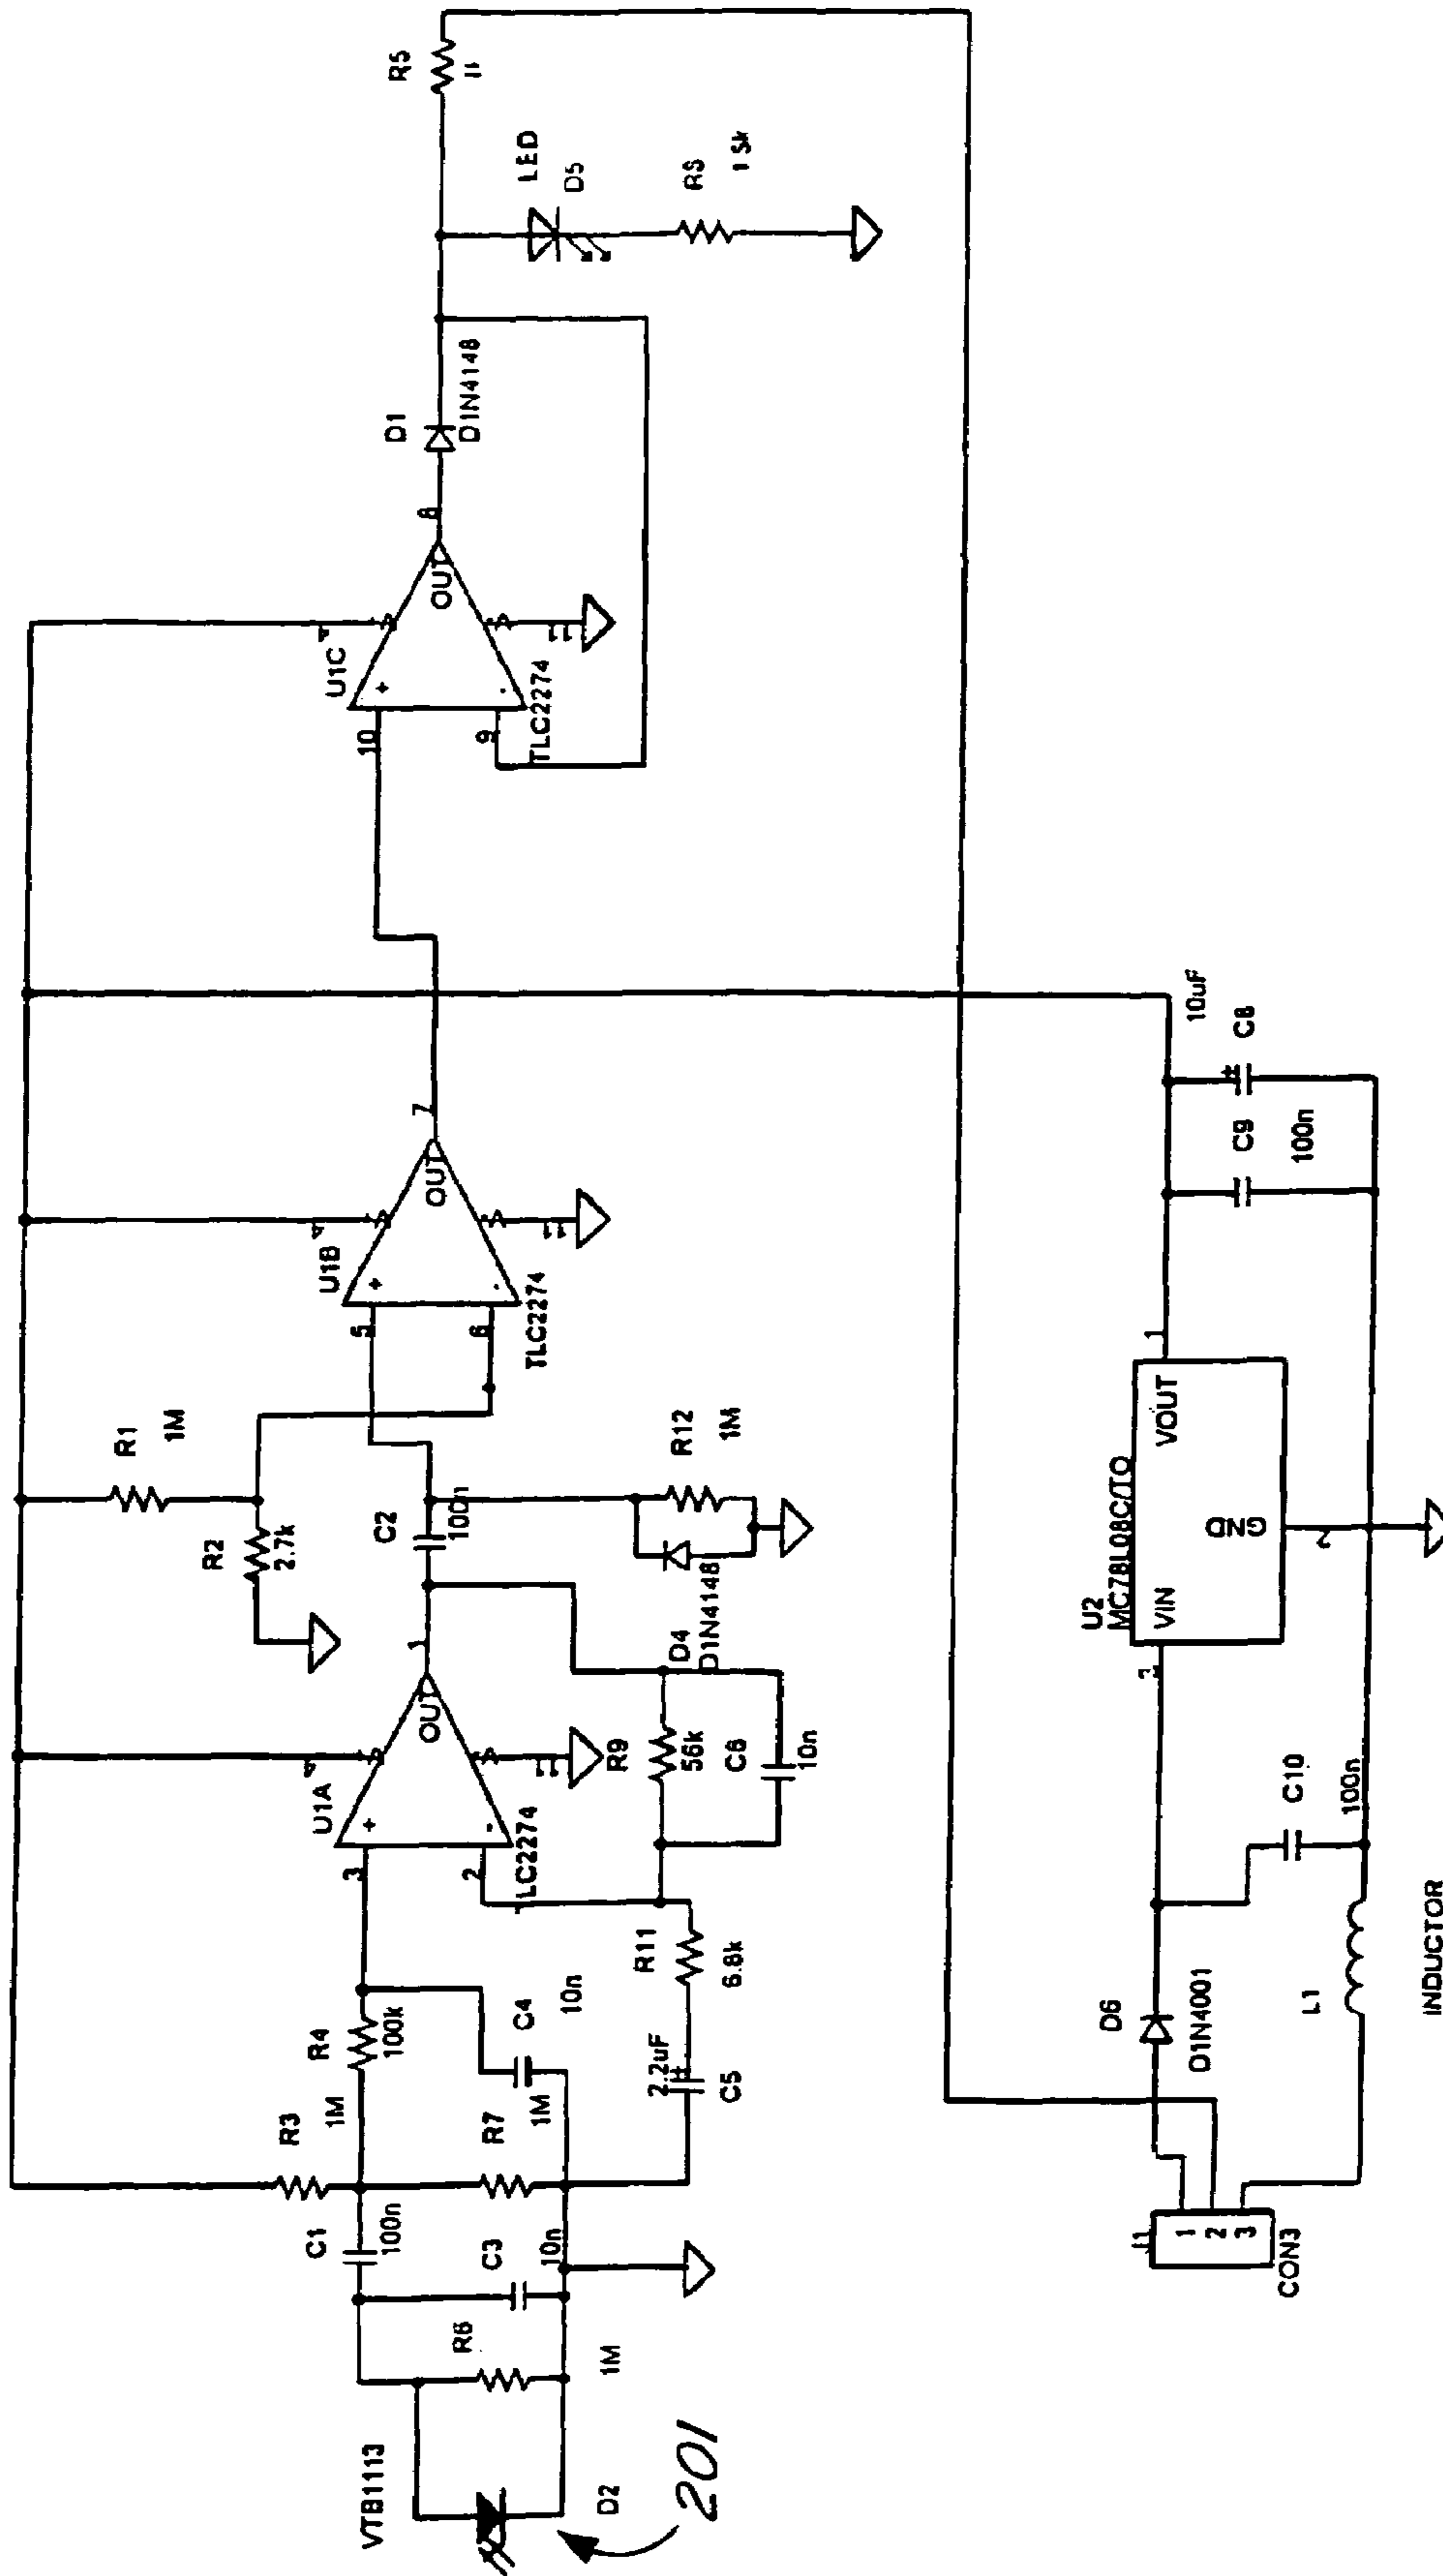 VTB1113
D2
201
R6
1M
C1
100n
C3
10n
R3
1M
R7
1M
R4
100k
C4
10n
2.2uF
C5
R11
6.8k
3
2
U1A
+
-
OUT
1
R9
56k
C6
10n
D4
D1N4148
R2
2.7k
R1
1M
C2
100n
R12
1M
5
6
U1B
+
-
OUT
TLC2274
7
10
9
U1C
+
-
OUT
TLC2274
8
D1
D1N4148
LED
D5
R5
CON3
1
2
3
D6
D1N4001
L1
INDUCTOR
C10
100n
U2
MC78L08C/TO
VIN
VOUT
GND
2
1
C9
100n
10uF
C8